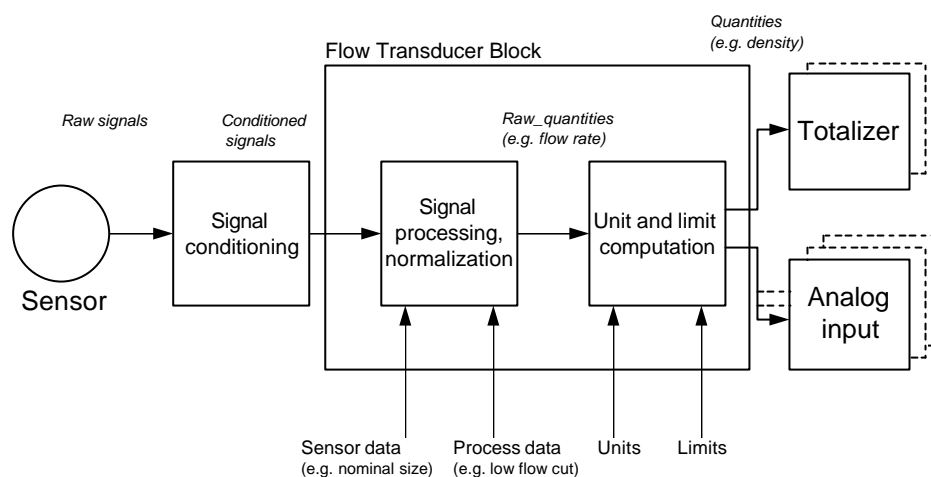 Quantities
(e.g. density)
Flow Transducer Block
Raw signals
Conditioned
signals
Raw_quantities
(e.g. flow rate)
Totalizer
Signal
conditioning
Signal
processing,
normalization
Unit and limit
computation
Sensor
Analog
input
Sensor data
(e.g. nominal size)
Process data
(e.g. low flow cut)
Units
Limits